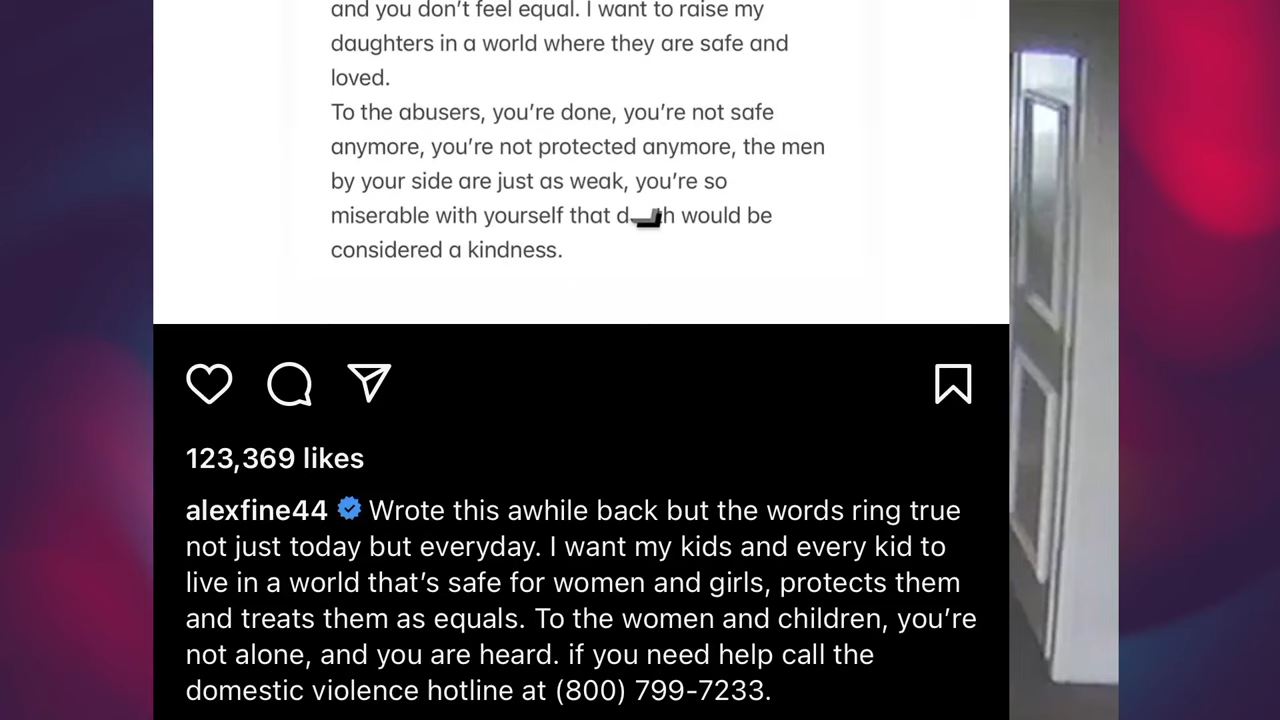 and you don't feel equal. I want to raise my
daughters in a world where they are safe and
loved.
To the abusers, you're done, you're not safe
anymore, you're not protected anymore, the men
by your side are just as weak, you're so
miserable with yourself that would be
considered a kindness.
123,369 likes
alexfine44 Wrote this awhile back but the words ring true
not just today but everyday. I want my kids and every kid to
live in a world that's safe for women and girls, protects them
and treats them as equals. To the women and children, you're
not alone, and you are heard. if you need help call the
domestic violence hotline at (800) 799-7233.